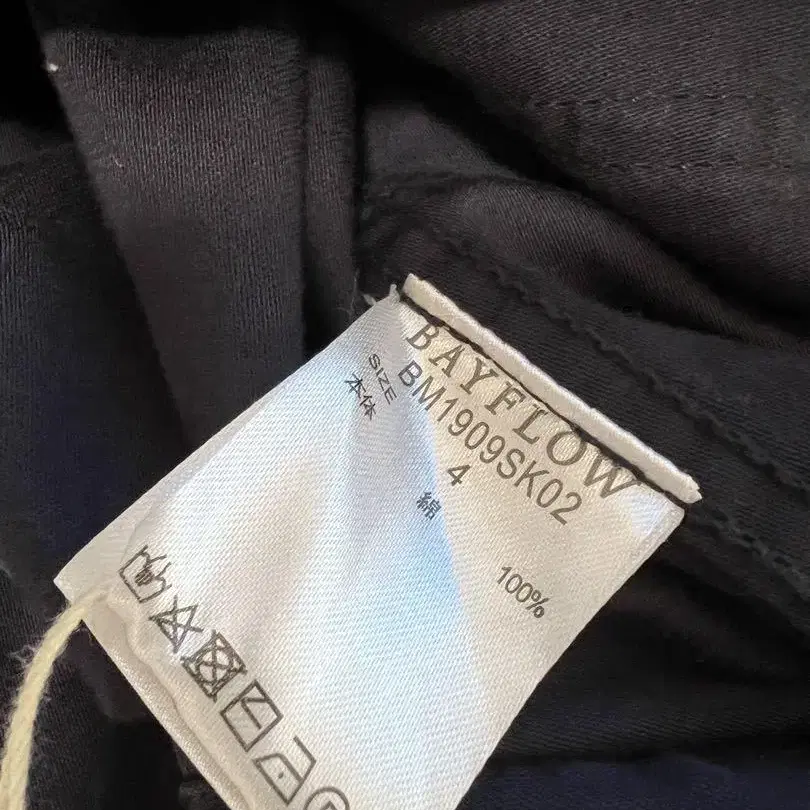 BAYFLOW
BM1909SK02
SIZE 4
本体 綿 100%